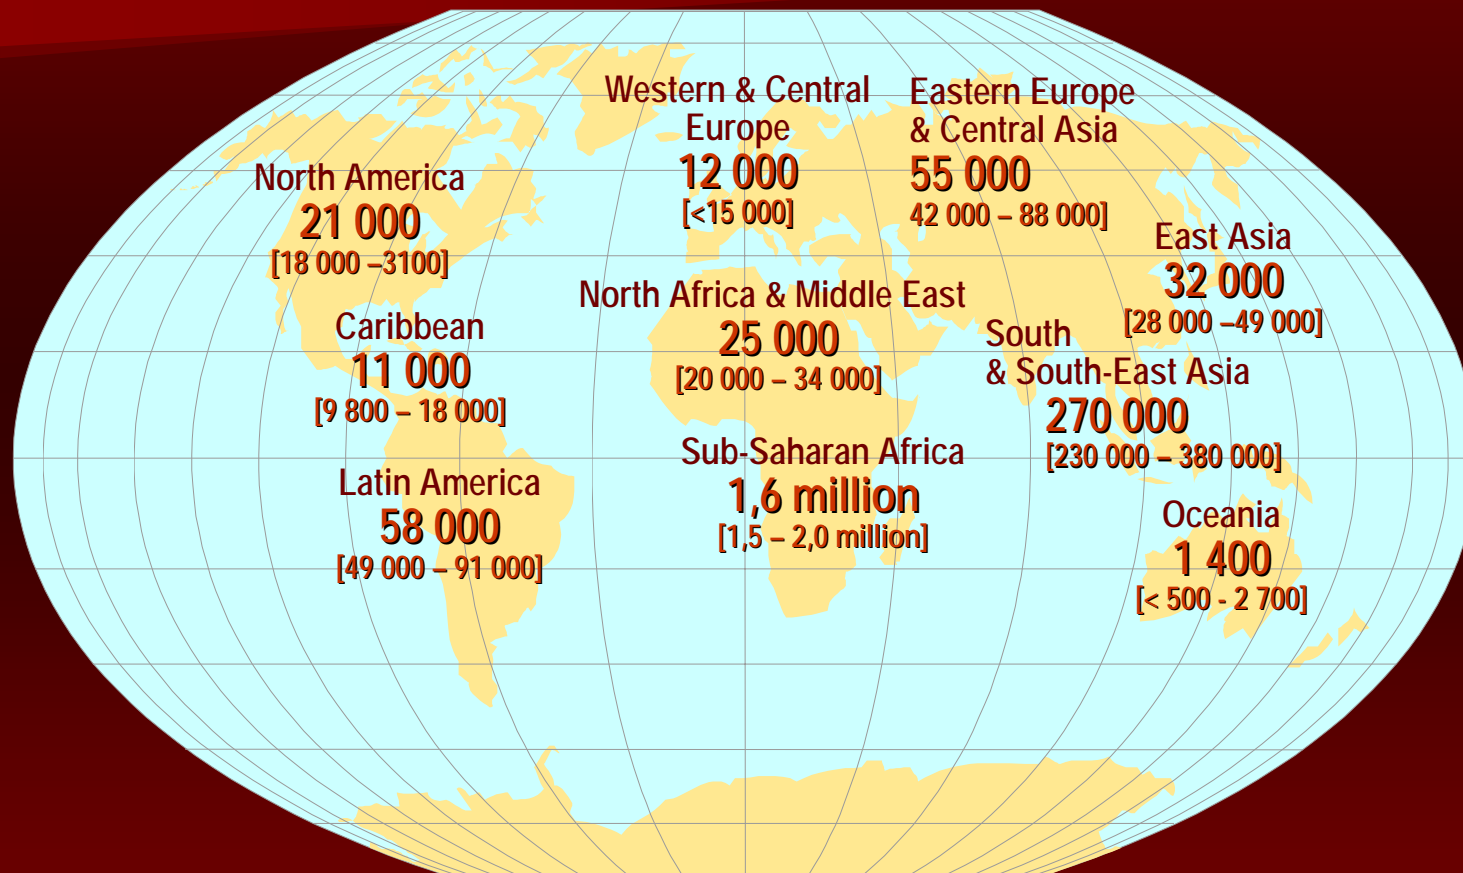 Western & Central
Europe
12 000
[<15 000]
Eastern Europe
& Central Asia
55 000
42 000 – 88 000]
North America
21 000
[18 000 –3100]
East Asia
32 000
[28 000 –49 000]
North Africa & Middle East
25 000
[20 000 – 34 000]
Caribbean
11 000
[9 800 – 18 000]
South
& South-East Asia
270 000
[230 000 – 380 000]
Sub-Saharan Africa
1,6 million
[1,5 – 2,0 million]
Latin America
58 000
[49 000 – 91 000]
Oceania
1 400
[< 500 - 2 700]